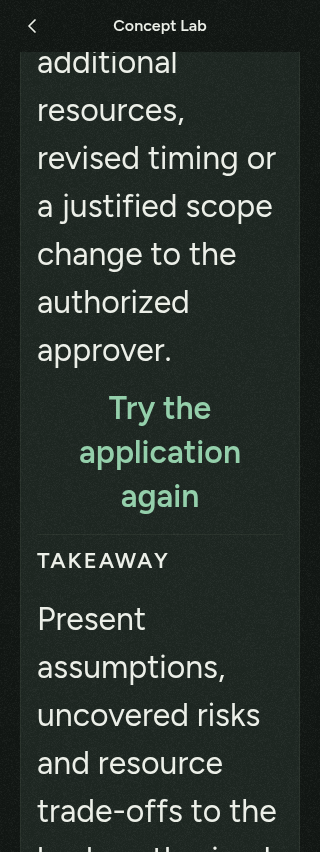 Concept Lab
additional
resources,
revised timing or
a justified scope
change to the
authorized
approver.
Try the
application
again
TAKEAWAY
Present
assumptions,
uncovered risks
and resource
trade-offs to the